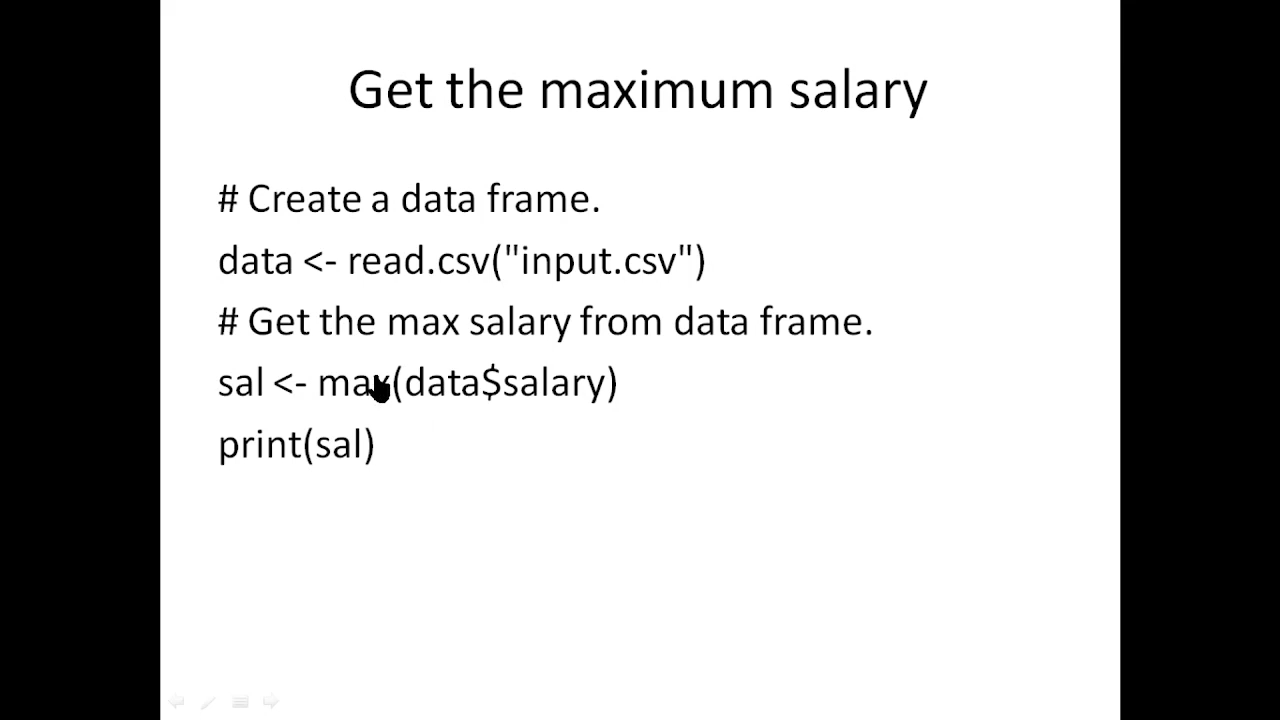 Get the maximum salary
# Create a data frame.
data <- read.csv("input.csv")
# Get the max salary from data frame.
sal <- max(data$salary)
print(sal)